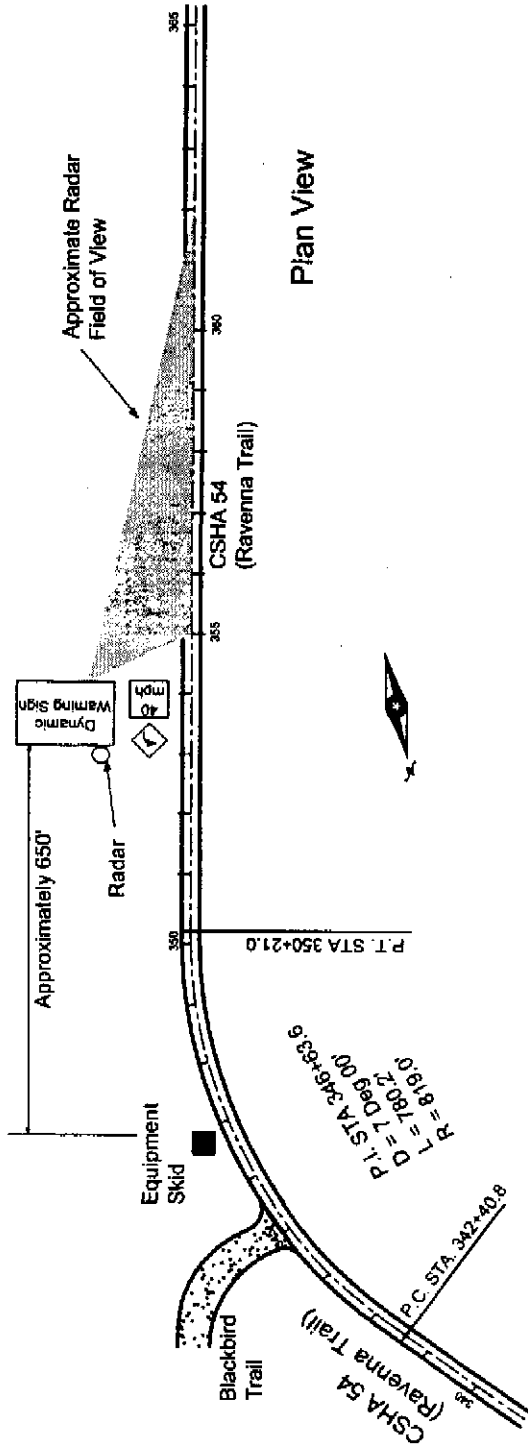 Approximately 650'
Approximate Radar
Field of View
Dynamic
Warning Sign
40
mph
Radar
365
360
355
350
345
340
CSHA 54
(Ravenna Trail)
Plan View
Equipment
Skid
Blackbird
Trail
P.T. STA 350+21.0
P.I. STA 346+63.6
D = 7 Deg 00'
L = 780.2'
R = 819.0'
P.C. STA. 342+40.8
CSHA 54
(Ravenna Trail)